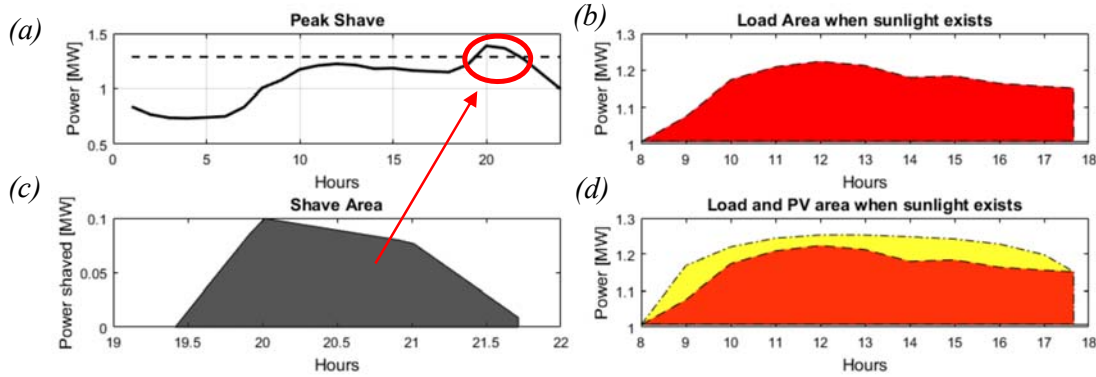 (a)
Peak Shave
Power [MW]
1.5
1
0.5
0 5 10 15 20
Hours
(b)
Load Area when sunlight exists
Power [MW]
1.3
1.2
1.1
1
8 9 10 11 12 13 14 15 16 17 18
Hours
(c)
Shave Area
Power shaved [MW]
0.1
0.05
0
19 19.5 20 20.5 21 21.5 22
Hours
(d)
Load and PV area when sunlight exists
Power [MW]
1.3
1.2
1.1
1
8 9 10 11 12 13 14 15 16 17 18
Hours